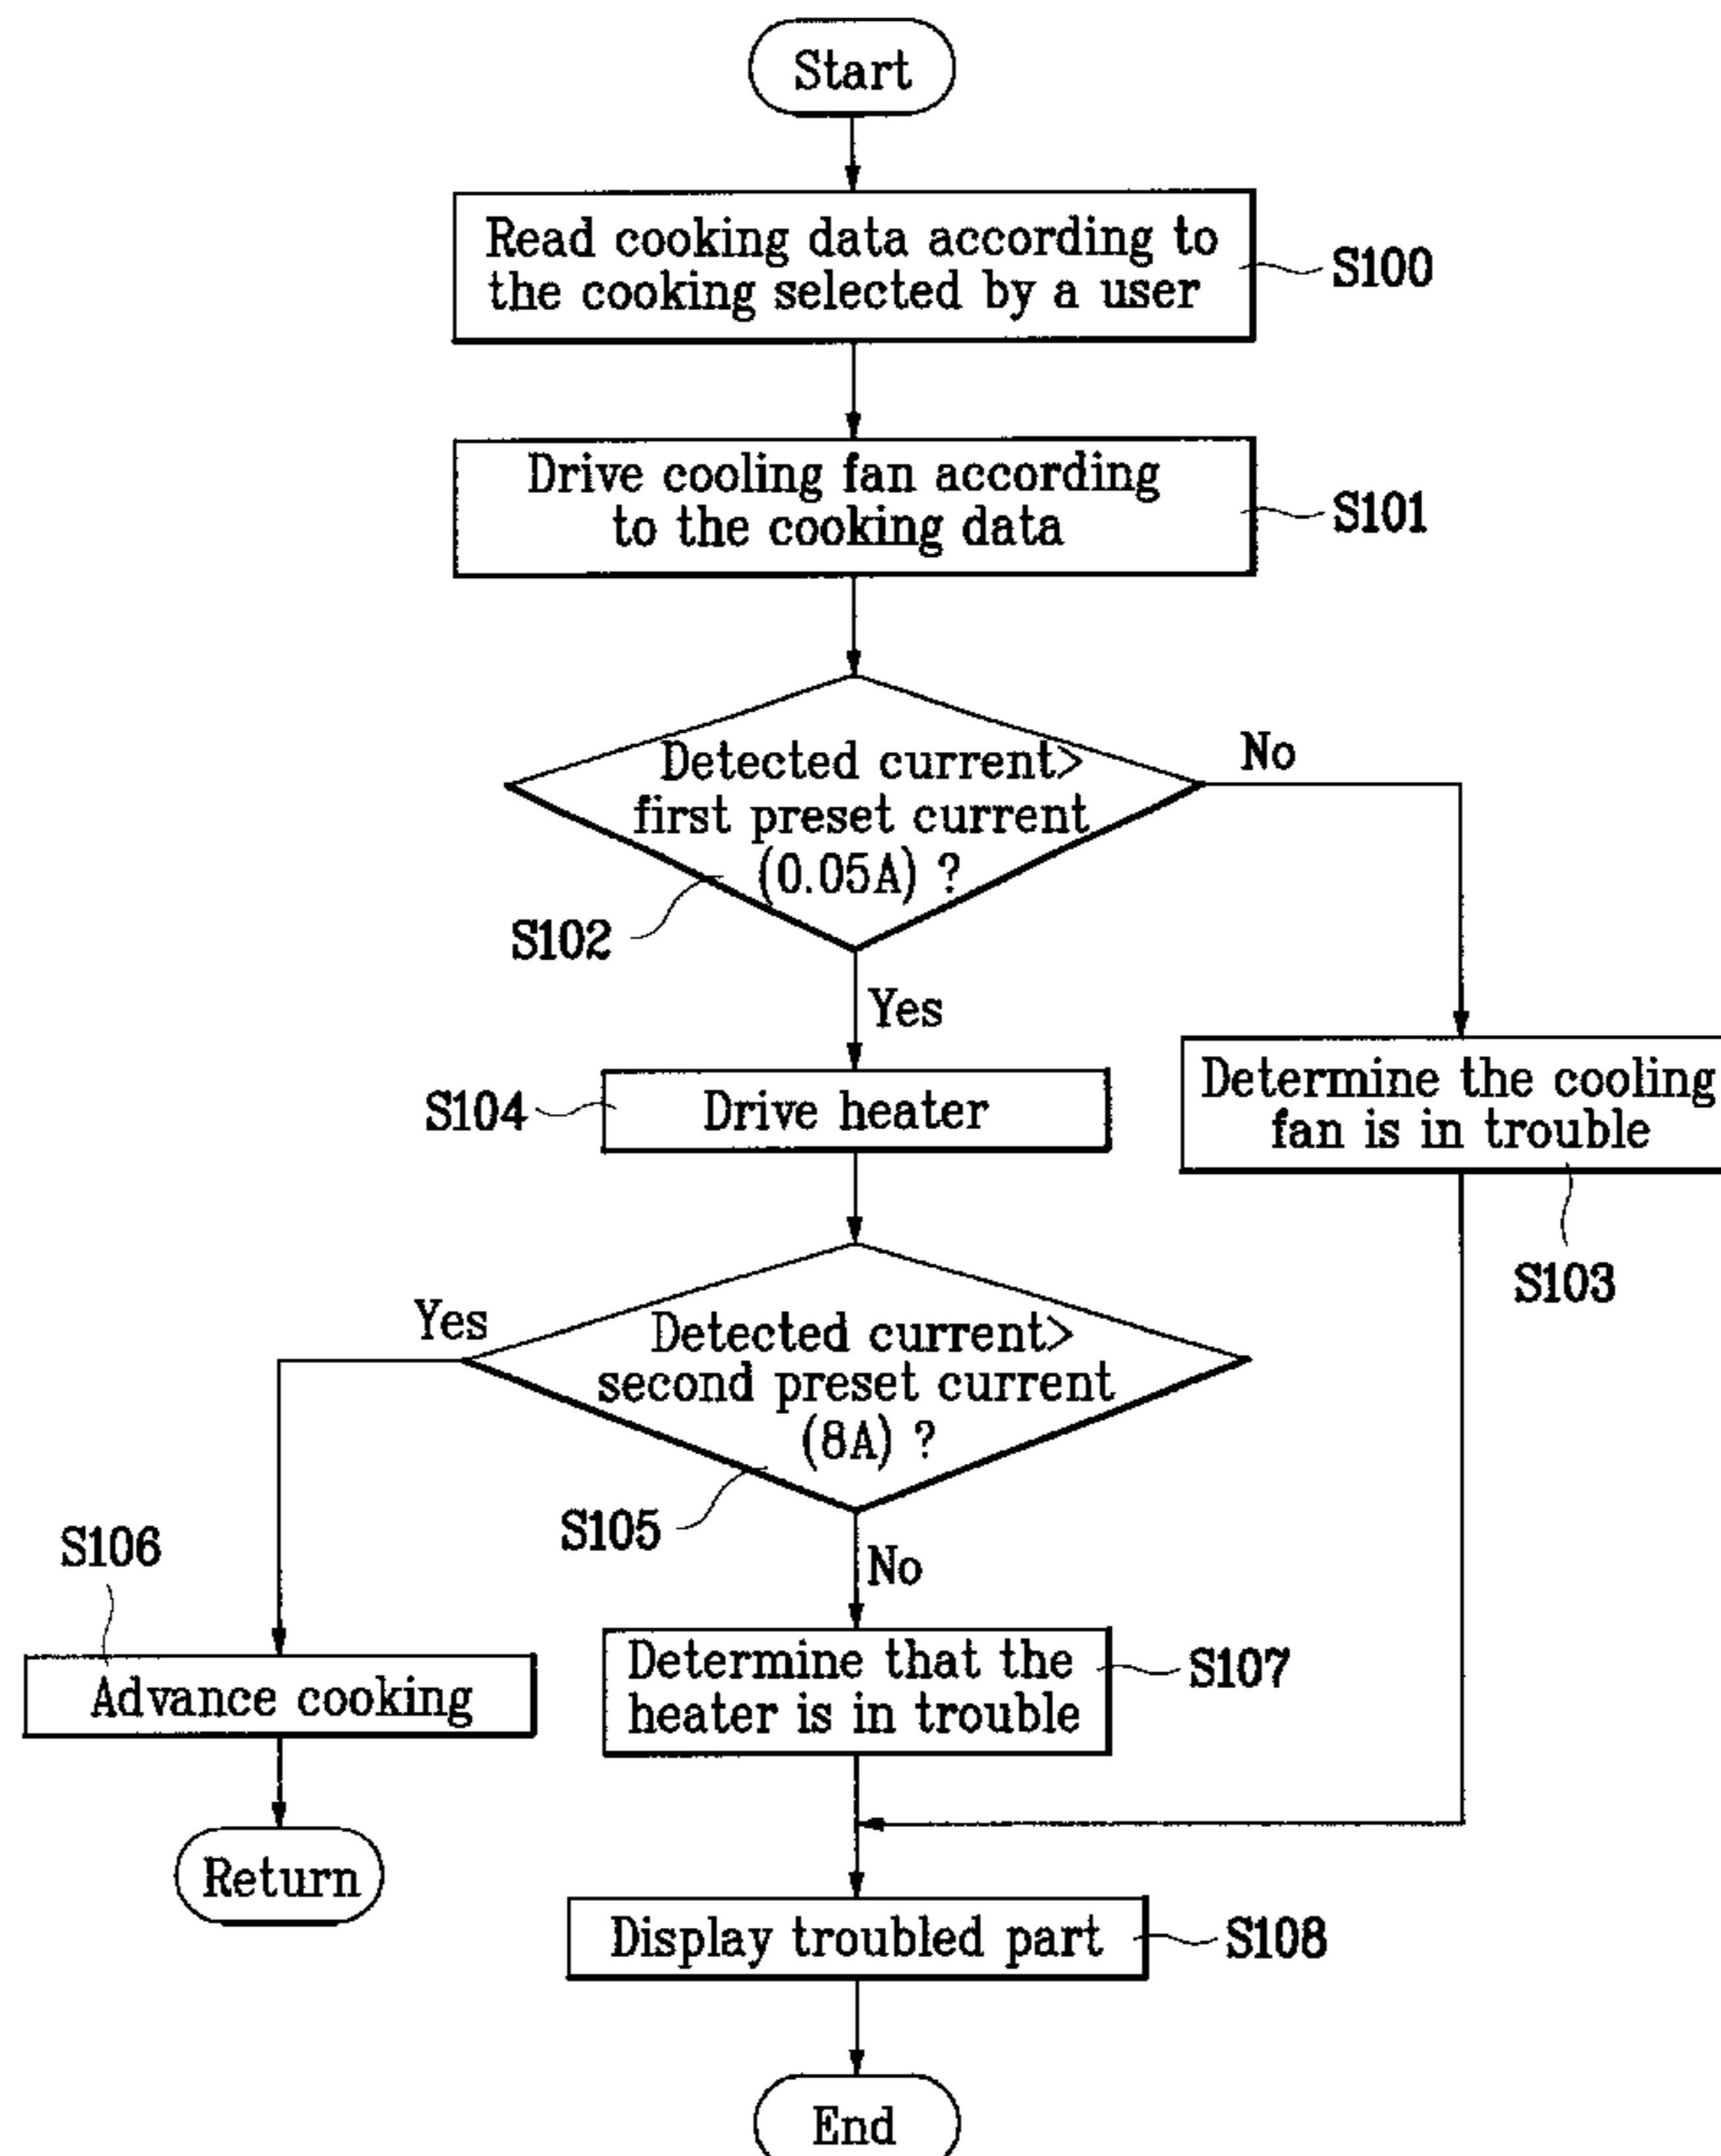 Start
Read cooking data according to
the cooking selected by a user
S100
Drive cooling fan according
to the cooking data
S101
Detected current>
first preset current
(0.05A) ?
S102
No
Yes
S104
Drive heater
Determine the cooling
fan is in trouble
S103
Yes
Detected current>
second preset current
(8A) ?
S105
No
S106
Advance cooking
Return
Determine that the
heater is in trouble
S107
Display troubled part
S108
End